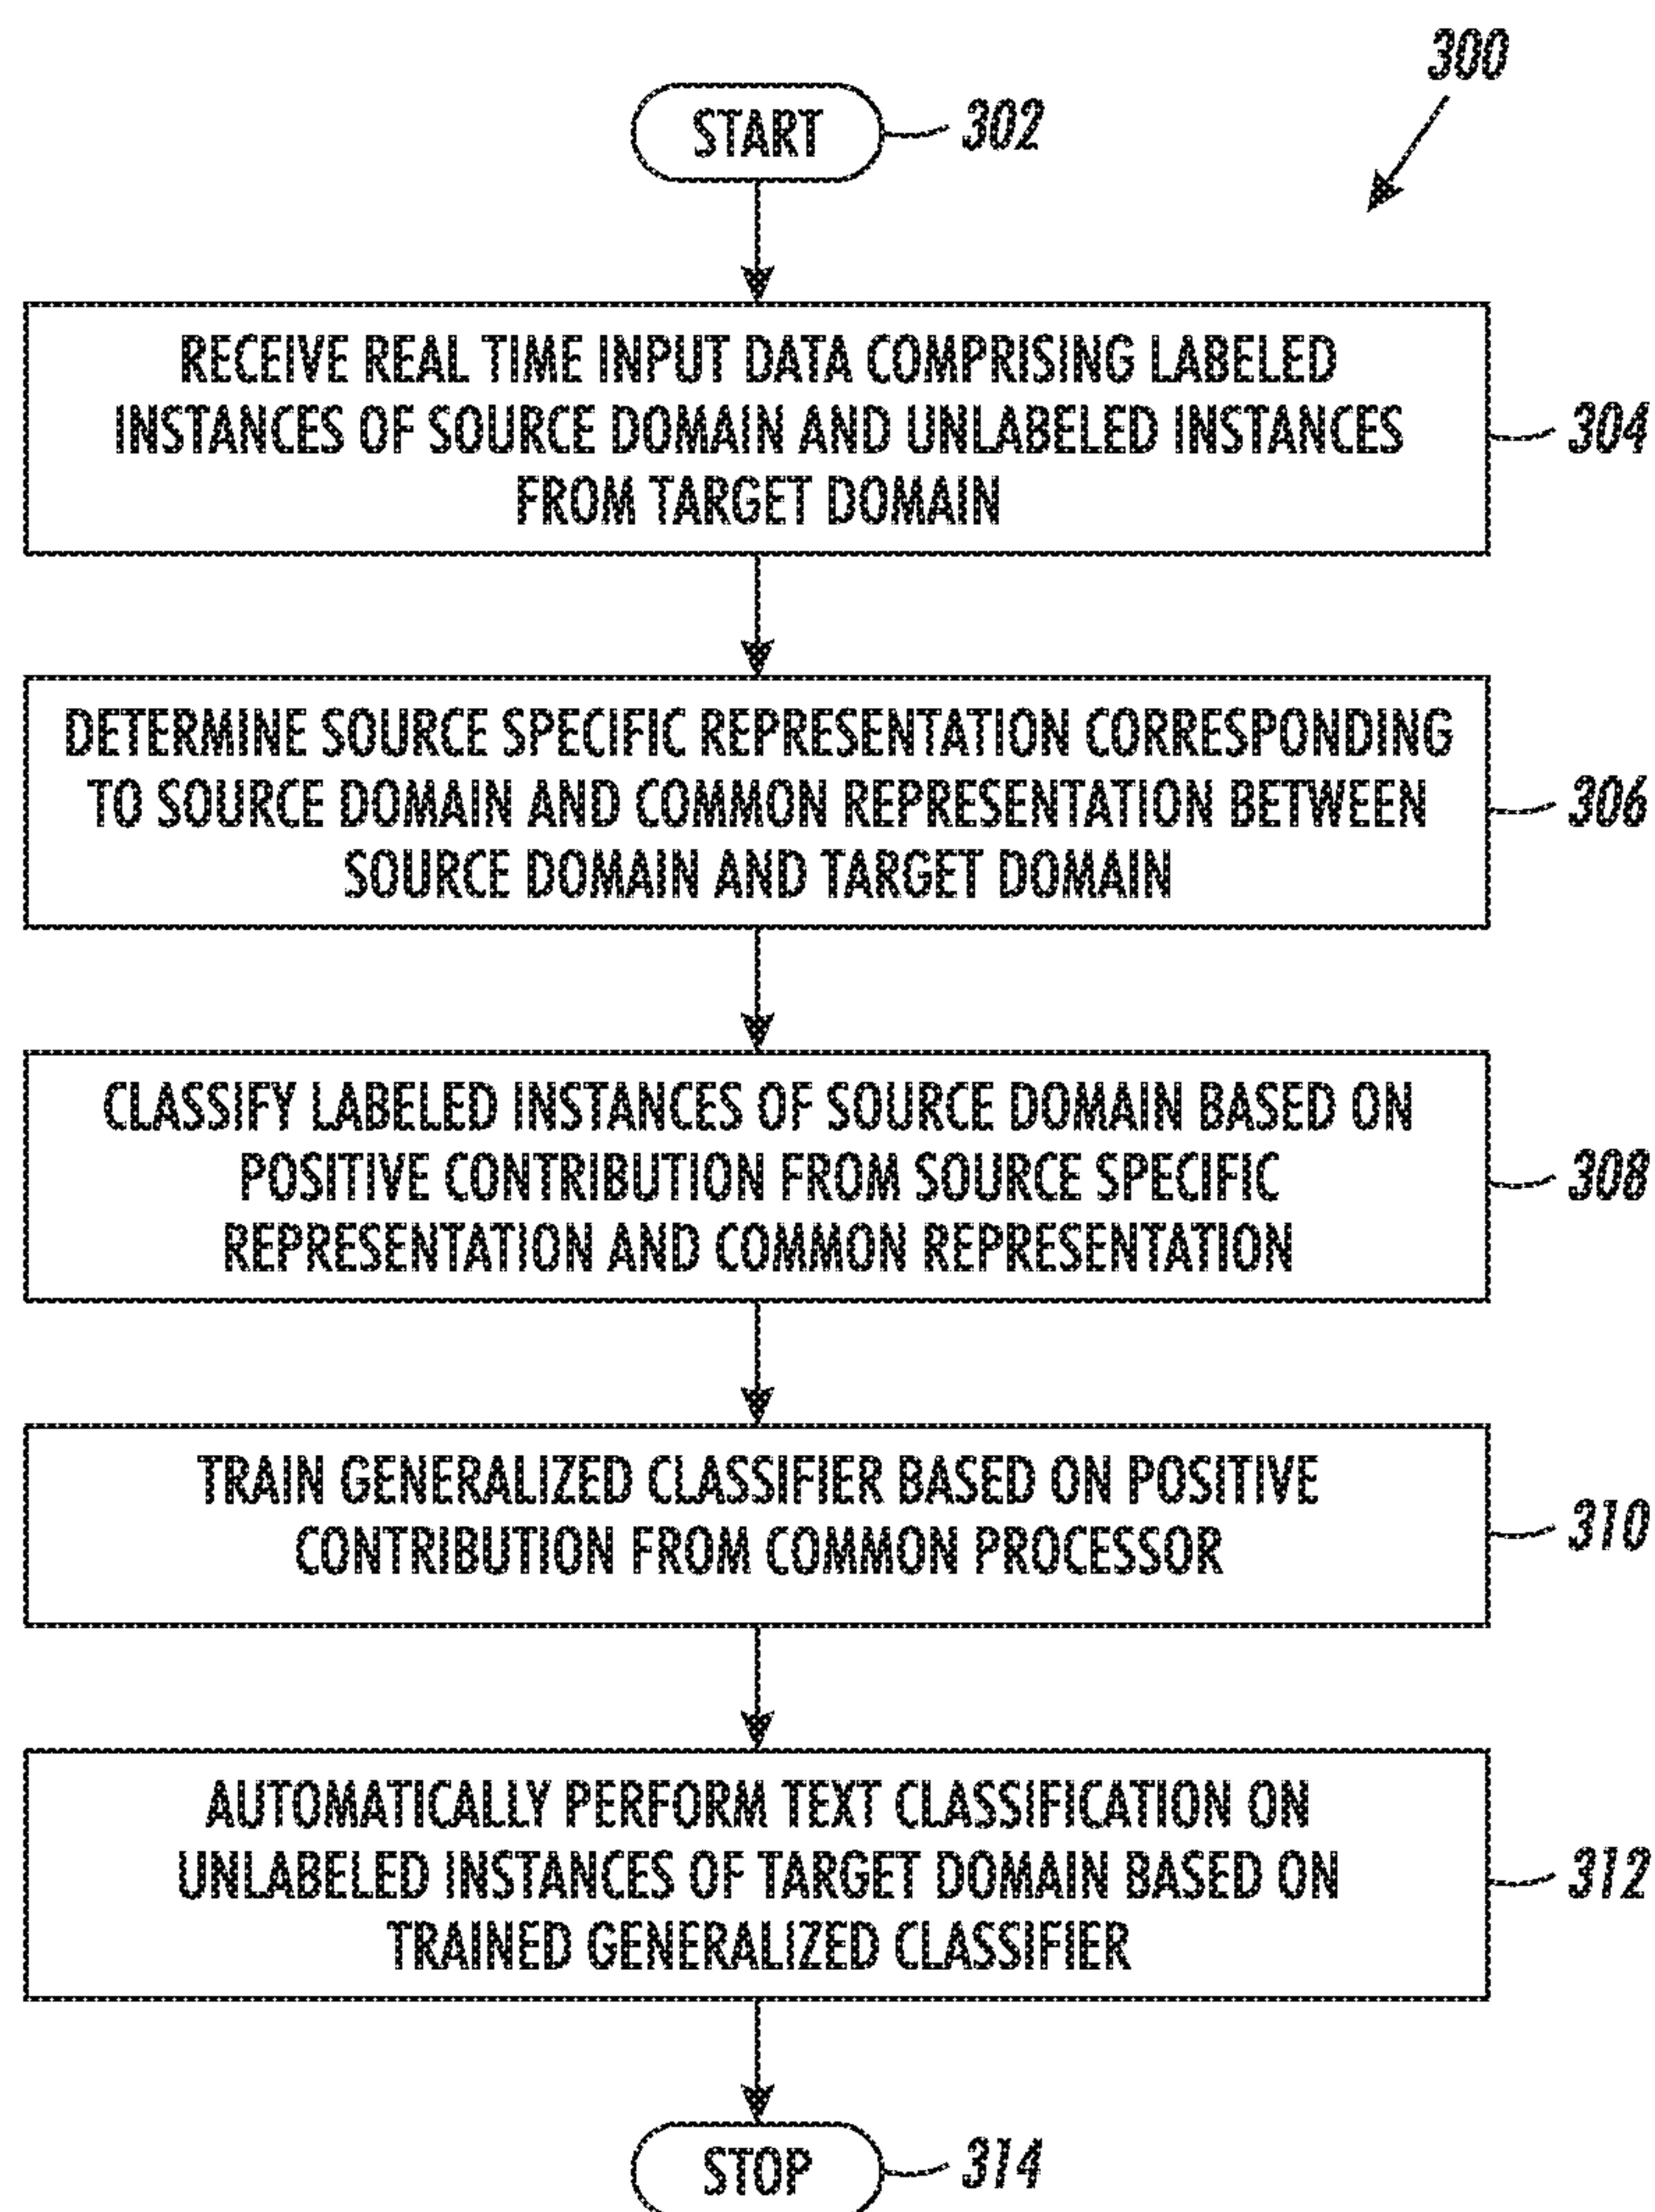 300
START
302
RECEIVE REAL TIME INPUT DATA COMPRISING LABELED
INSTANCES OF SOURCE DOMAIN AND UNLABELED INSTANCES
FROM TARGET DOMAIN
304
DETERMINE SOURCE SPECIFIC REPRESENTATION CORRESPONDING
TO SOURCE DOMAIN AND COMMON REPRESENTATION BETWEEN
SOURCE DOMAIN AND TARGET DOMAIN
306
CLASSIFY LABELED INSTANCES OF SOURCE DOMAIN BASED ON
POSITIVE CONTRIBUTION FROM SOURCE SPECIFIC
REPRESENTATION AND COMMON REPRESENTATION
308
TRAIN GENERALIZED CLASSIFIER BASED ON POSITIVE
CONTRIBUTION FROM COMMON PROCESSOR
310
AUTOMATICALLY PERFORM TEXT CLASSIFICATION ON
UNLABELED INSTANCES OF TARGET DOMAIN BASED ON
TRAINED GENERALIZED CLASSIFIER
312
STOP
314